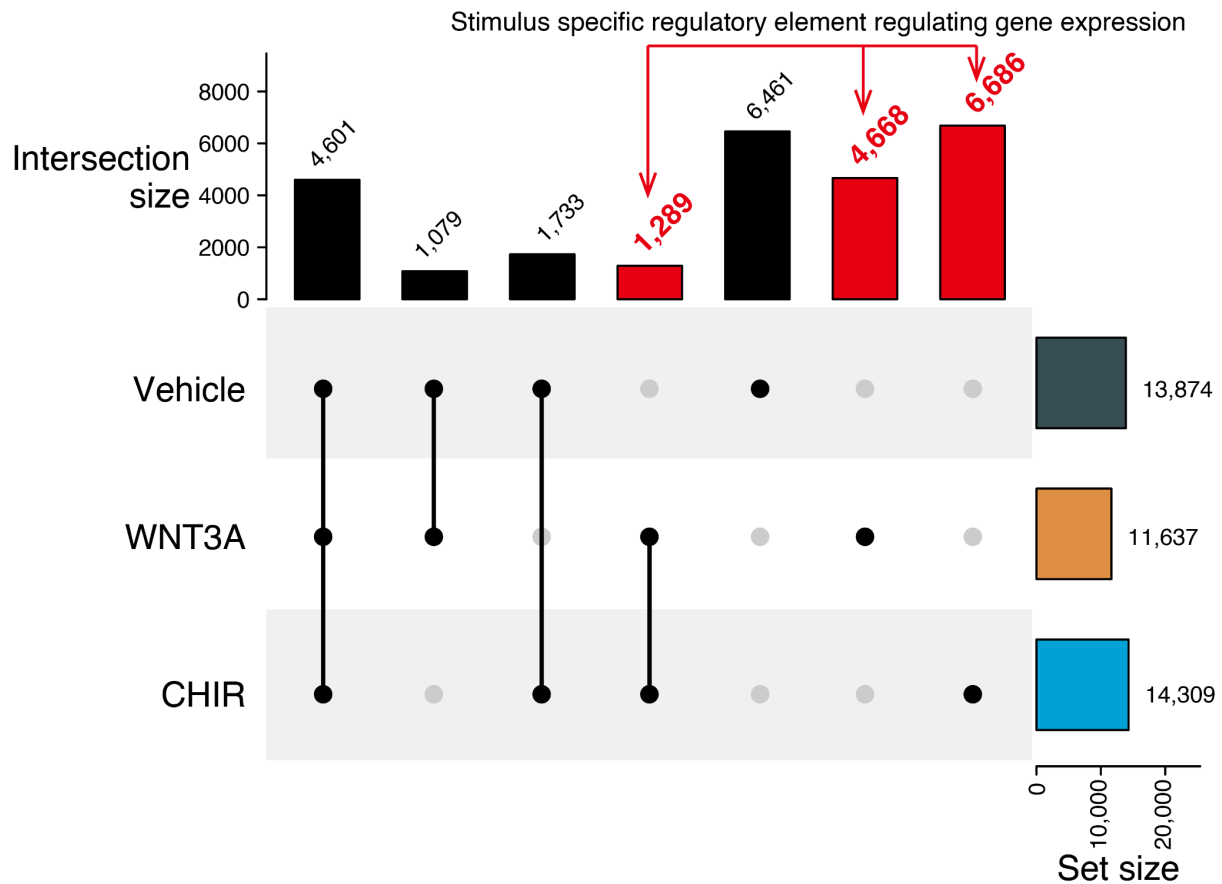 Stimulus specific regulatory element regulating gene expression
8000
6000
4000
2000
0
Intersection
size
4,601
1,079
1,733
1,289
6,461
4,668
6,686
Vehicle
13,874
WNT3A
11,637
CHIR
14,309
0
10,000
20,000
Set size